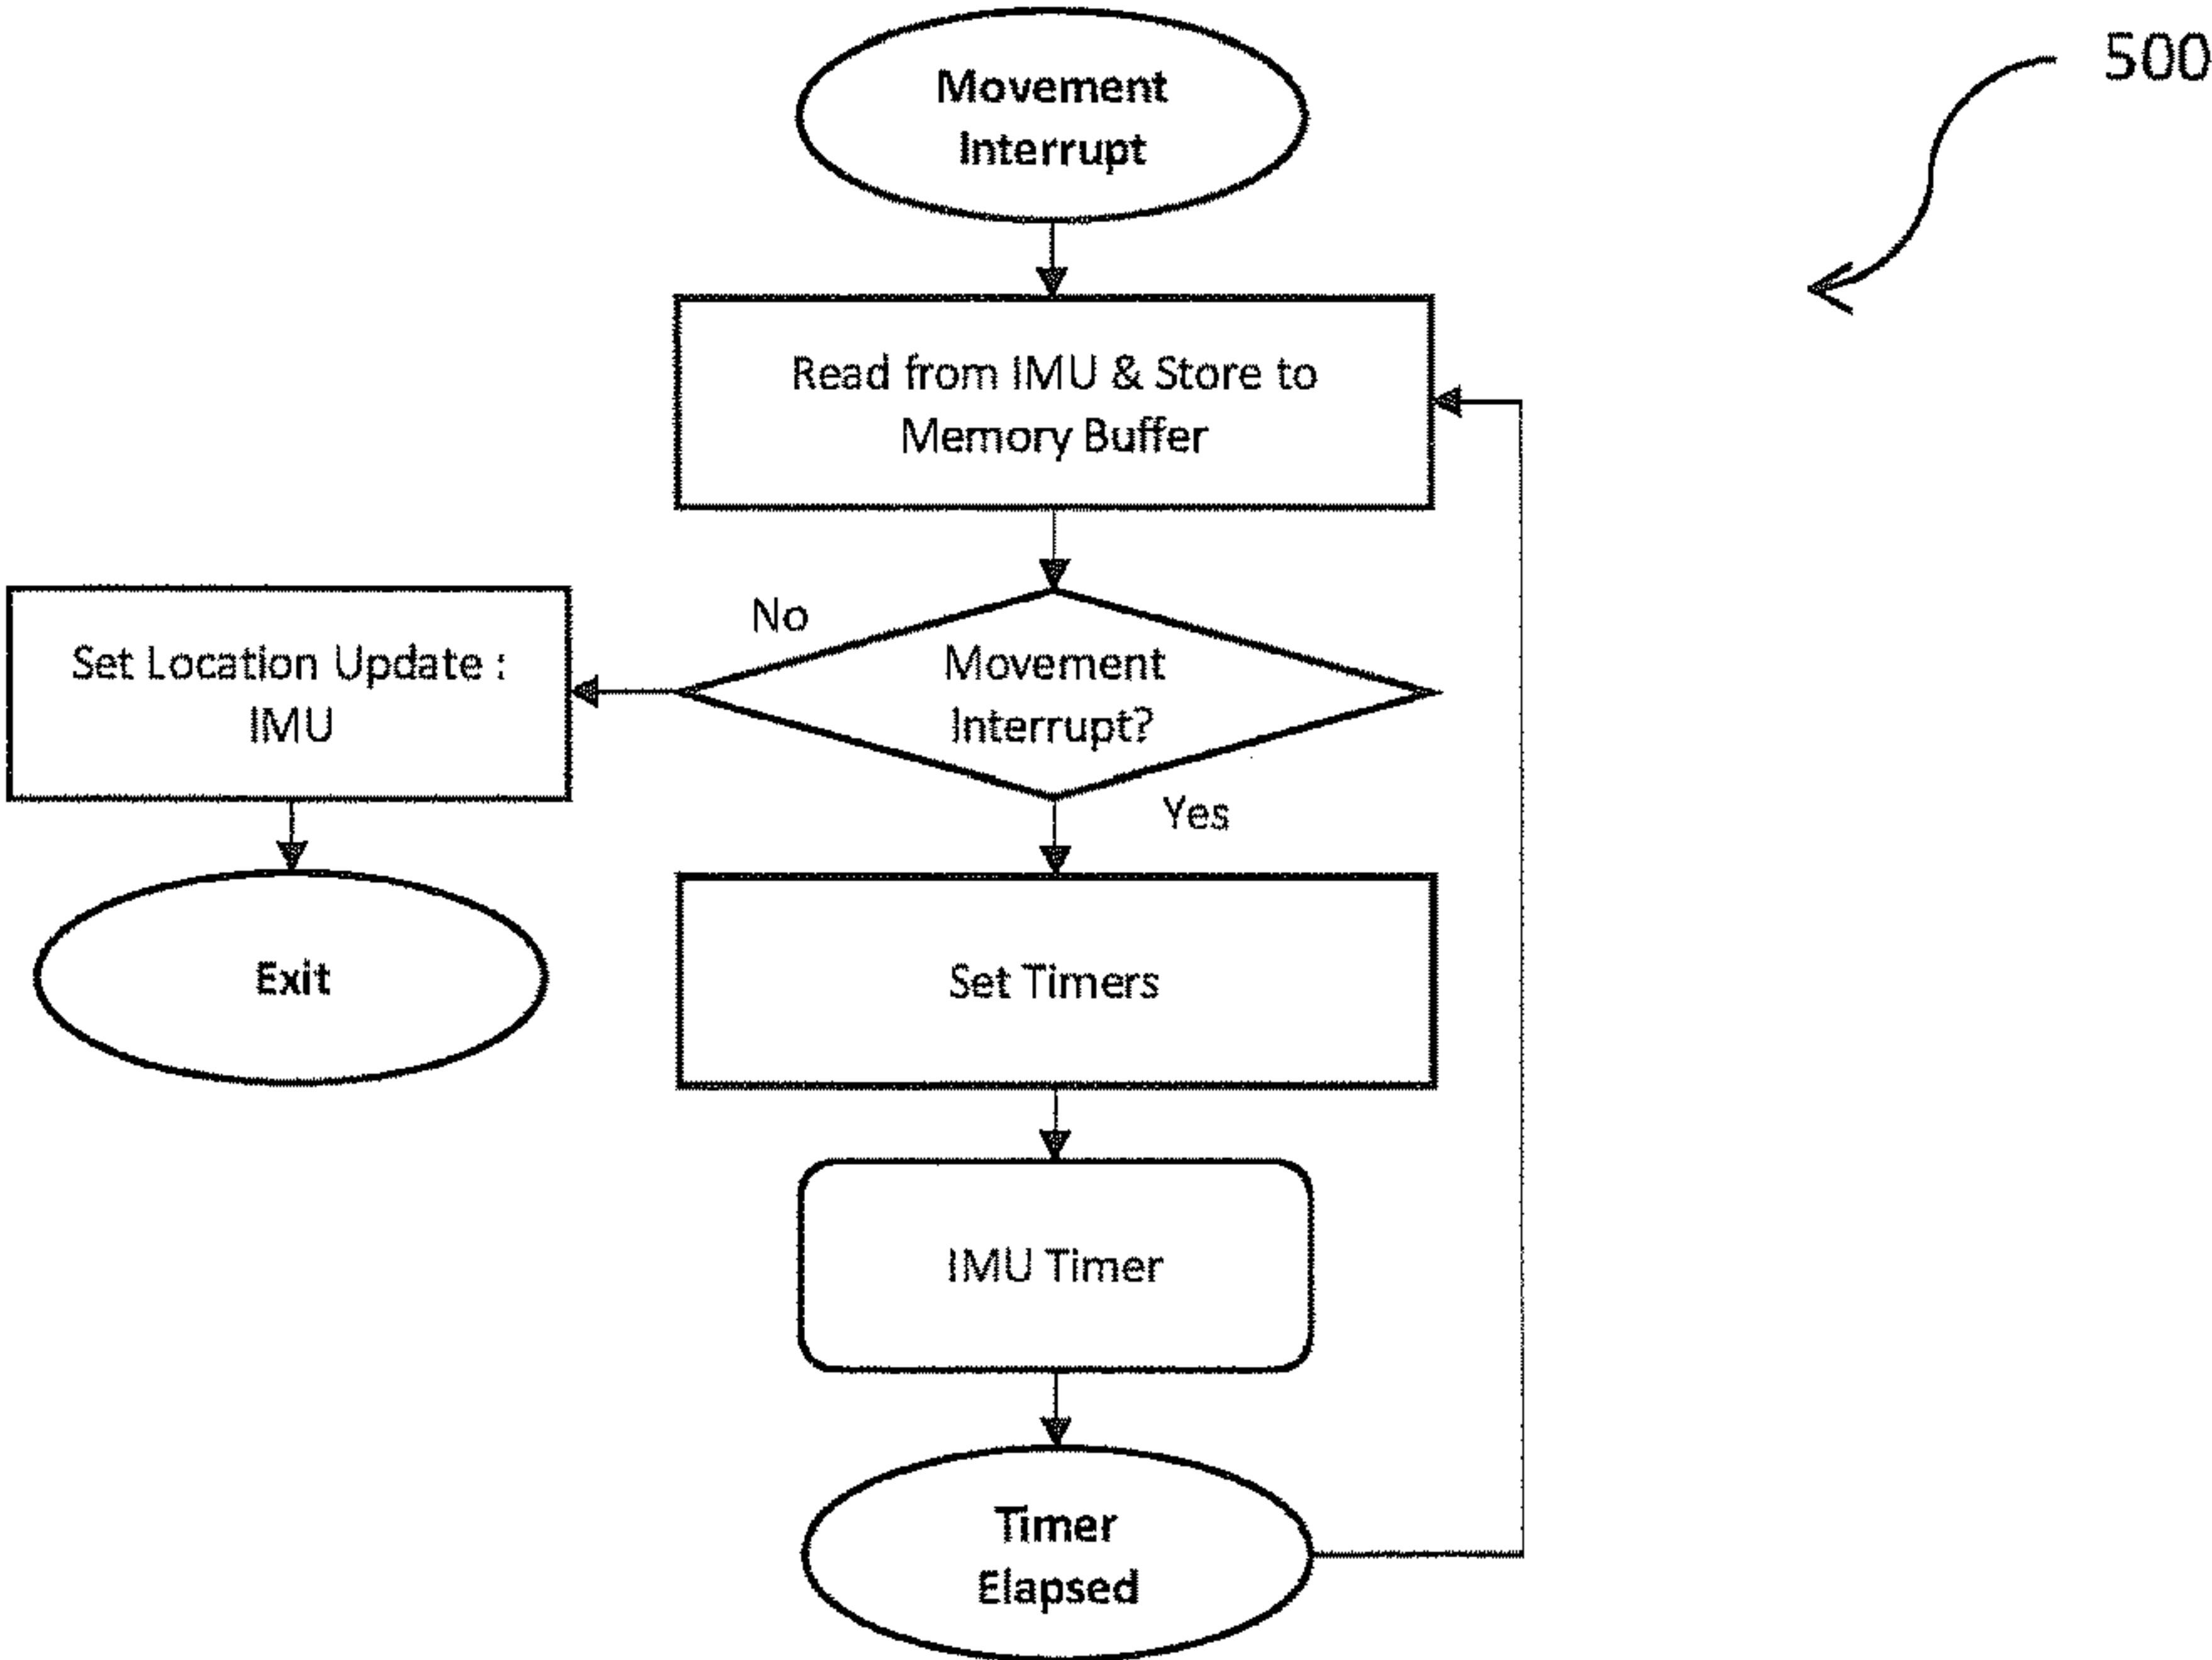 Movement
Interrupt
500
Read from IMU & Store to
Memory Buffer
No
Set Location Update :
IMU
Movement
Interrupt?
Yes
Exit
Set Timers
IMU Timer
Timer
Elapsed